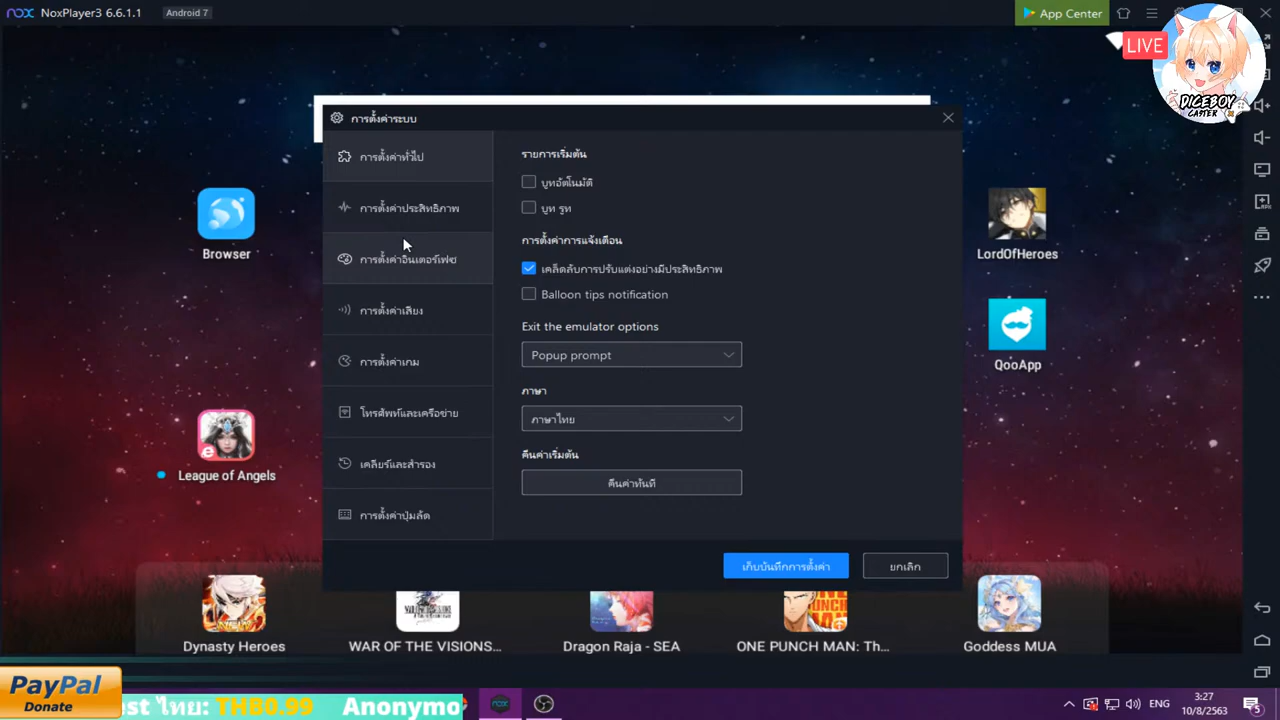 nox NoxPlayer3 6.6.1.1 Android 7
App Center
LIVE
DICEBOY
CASTER
การตั้งค่าระบบ
การตั้งค่าทั่วไป
การตั้งค่าประสิทธิภาพ
การตั้งค่าอินเตอร์เฟซ
การตั้งค่าเสียง
การตั้งค่าเกม
โทรศัพท์และเครือข่าย
เคลียร์และสำรอง
การตั้งค่าปุ่มลัด
รายการเริ่มต้น
บูทอัตโนมัติ
บูท รูท
การตั้งค่าการแจ้งเตือน
เคล็ดลับการปรับแต่งอย่างมีประสิทธิภาพ
Balloon tips notification
Exit the emulator options
Popup prompt
ภาษา
ภาษาไทย
คืนค่าเริ่มต้น
คืนค่าทันที
เก็บบันทึกการตั้งค่า
ยกเลิก
Browser
LordOfHeroes
QooApp
League of Angels
Dynasty Heroes
WAR OF THE VISIONS...
Dragon Raja - SEA
ONE PUNCH MAN: Th...
Goddess MUA
PayPal
Donate
st ไทย: THB0.99 Anonymo
nox
ENG
3:27
10/8/2563
5